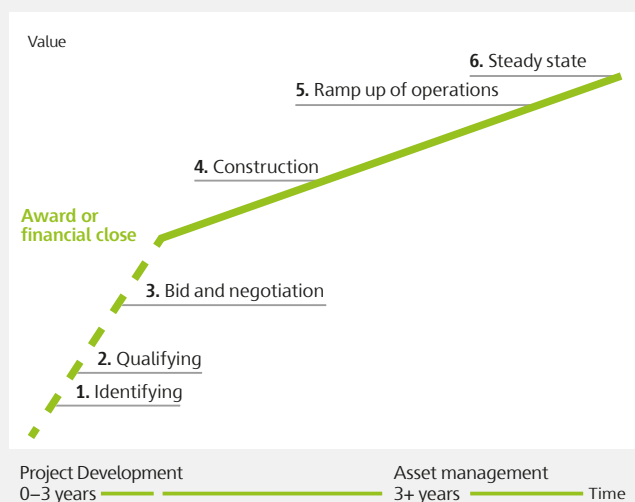 Value
6. Steady state
5. Ramp up of operations
4. Construction
Award or
financial close
3. Bid and negotiation
2. Qualifying
1. Identifying
Project Development
0–3 years
Asset management
3+ years
Time